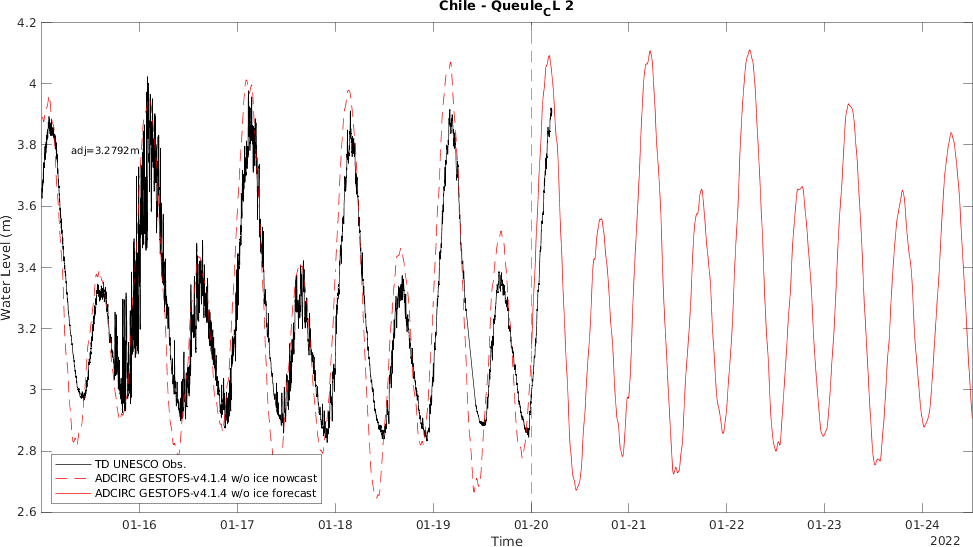 Chile - Queule_CL 2
4.2
4
3.8
3.6
3.4
3.2
3
2.8
2.6
Water Level (m)
adj=3.2792m
TD UNESCO Obs.
ADCIRC GESTOFS-v4.1.4 w/o ice nowcast
ADCIRC GESTOFS-v4.1.4 w/o ice forecast
01-16 01-17 01-18 01-19 01-20 01-21 01-22 01-23 01-24
Time
2022